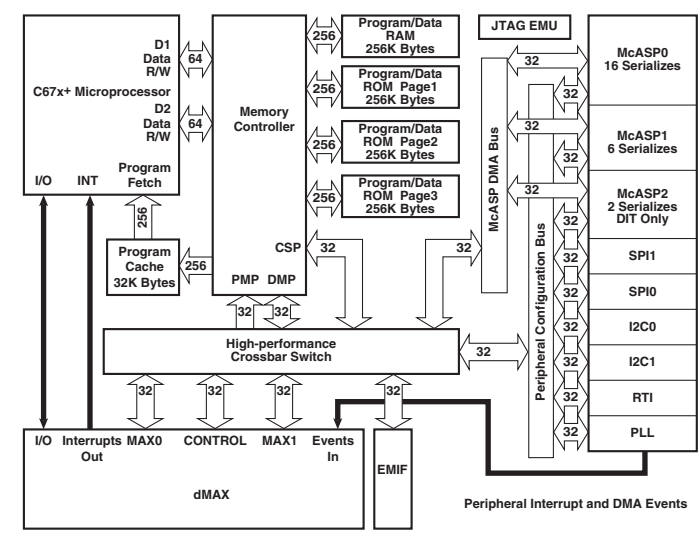 D1
Data
R/W
64
C67x+ Microprocessor
D2
Data
R/W
64
I/O
INT
Program
Fetch
256
Program
Cache
32K Bytes
256
Memory
Controller
CSP
32
PMP
DMP
32
32
256
Program/Data
RAM
256K Bytes
256
Program/Data
ROM Page1
256K Bytes
256
Program/Data
ROM Page2
256K Bytes
256
Program/Data
ROM Page3
256K Bytes
JTAG EMU
McASP DMA Bus
32
Peripheral Configuration Bus
32
32
32
32
32
32
32
32
32
32
32
32
32
McASP0
16 Serializes
McASP1
6 Serializes
McASP2
2 Serializes
DIT Only
SPI1
SPI0
I2C0
I2C1
RTI
PLL
High-performance
Crossbar Switch
32
32
32
32
32
I/O
Interrupts
Out
MAX0
CONTROL
MAX1
Events
In
dMAX
EMIF
Peripheral Interrupt and DMA Events